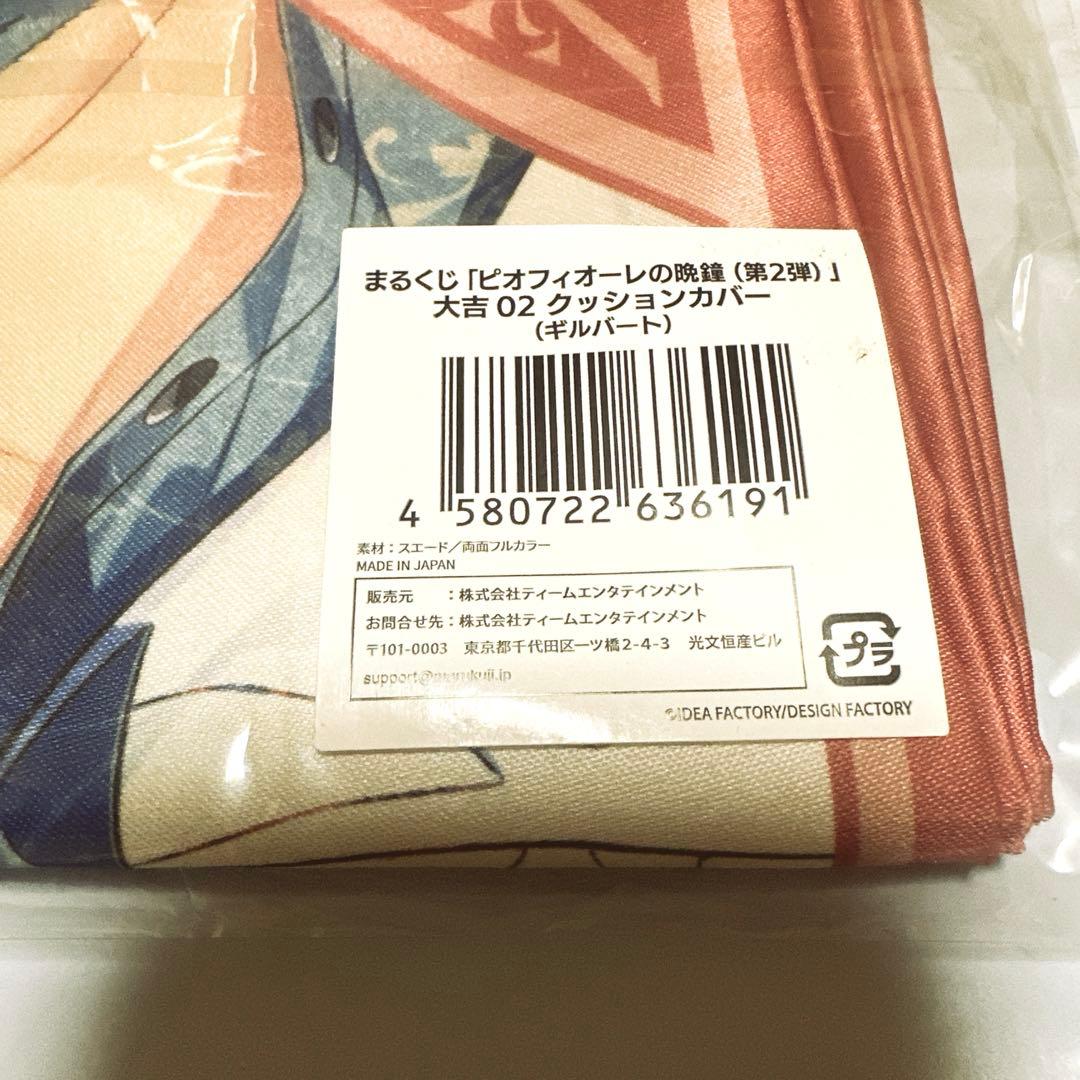 まるくじ「ピオフィオーレの晩鐘（第2弾）」
大吉 02 クッションカバー
（ギルバート）
4 580722 636191
素材：スエード／両面フルカラー
MADE IN JAPAN
販売元　：株式会社ティームエンタテインメント
お問合せ先：株式会社ティームエンタテインメント
〒101-0003　東京都千代田区一ツ橋2-4-3　光文恒産ビル
support@marukuji.jp
プラ
©IDEA FACTORY/DESIGN FACTORY